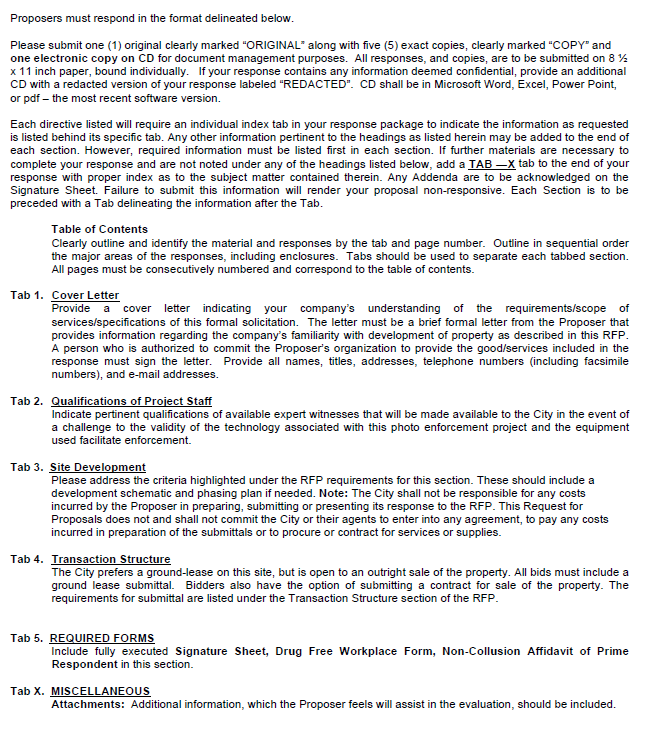 Proposers must respond in the format delineated below.
Please submit one (1) original clearly marked "ORIGINAL" along with five (5) exact copies, clearly marked "COPY" and
one electronic copy on CD for document management purposes.  All responses, and copies, are to be submitted on 8 ½
x 11 inch paper, bound individually.   If your response contains any information deemed confidential, provide an additional
CD with a redacted version of your response labeled "REDACTED".  CD shall be in Microsoft Word, Excel, Power Point,
or pdf – the most recent software version.
Each directive listed will require an individual index tab in your response package to indicate the information as requested
is listed behind its specific tab. Any other information pertinent to the headings as listed herein may be added to the end of
each section. However, required information must be listed first in each section. If further materials are necessary to
complete your response and are not noted under any of the headings listed below, add a TAB —X tab to the end of your
response with proper index as to the subject matter contained therein. Any Addenda are to be acknowledged on the
Signature Sheet. Failure to submit this information will render your proposal non-responsive. Each Section is to be
preceded with a Tab delineating the information after the Tab.
Table of Contents
Clearly outline and identify the material and responses by the tab and page number.  Outline in sequential order
the major areas of the responses, including enclosures.  Tabs should be used to separate each tabbed section.
All pages must be consecutively numbered and correspond to the table of contents.
Tab 1.  Cover Letter
Provide a cover letter indicating your company's understanding of the requirements/scope of
services/specifications of this formal solicitation.  The letter must be a brief formal letter from the Proposer that
provides information regarding the company's familiarity with development of property as described in this RFP.
A person who is authorized to commit the Proposer's organization to provide the good/services included in the
response must sign the letter.  Provide all names, titles, addresses, telephone numbers (including facsimile
numbers), and e-mail addresses.
Tab 2.  Qualifications of Project Staff
Indicate pertinent qualifications of available expert witnesses that will be made available to the City in the event of
a challenge to the validity of the technology associated with this photo enforcement project and the equipment
used facilitate enforcement.
Tab 3.  Site Development
Please address the criteria highlighted under the RFP requirements for this section. These should include a
development schematic and phasing plan if needed. Note: The City shall not be responsible for any costs
incurred by the Proposer in preparing, submitting or presenting its response to the RFP. This Request for
Proposals does not and shall not commit the City or their agents to enter into any agreement, to pay any costs
incurred in preparation of the submittals or to procure or contract for services or supplies.
Tab 4.  Transaction Structure
The City prefers a ground-lease on this site, but is open to an outright sale of the property. All bids must include a
ground lease submittal.  Bidders also have the option of submitting a contract for sale of the property. The
requirements for submittal are listed under the Transaction Structure section of the RFP.
Tab 5.  REQUIRED FORMS
Include fully executed Signature Sheet, Drug Free Workplace Form, Non-Collusion Affidavit of Prime
Respondent in this section.
Tab X.  MISCELLANEOUS
Attachments:  Additional information, which the Proposer feels will assist in the evaluation, should be included.